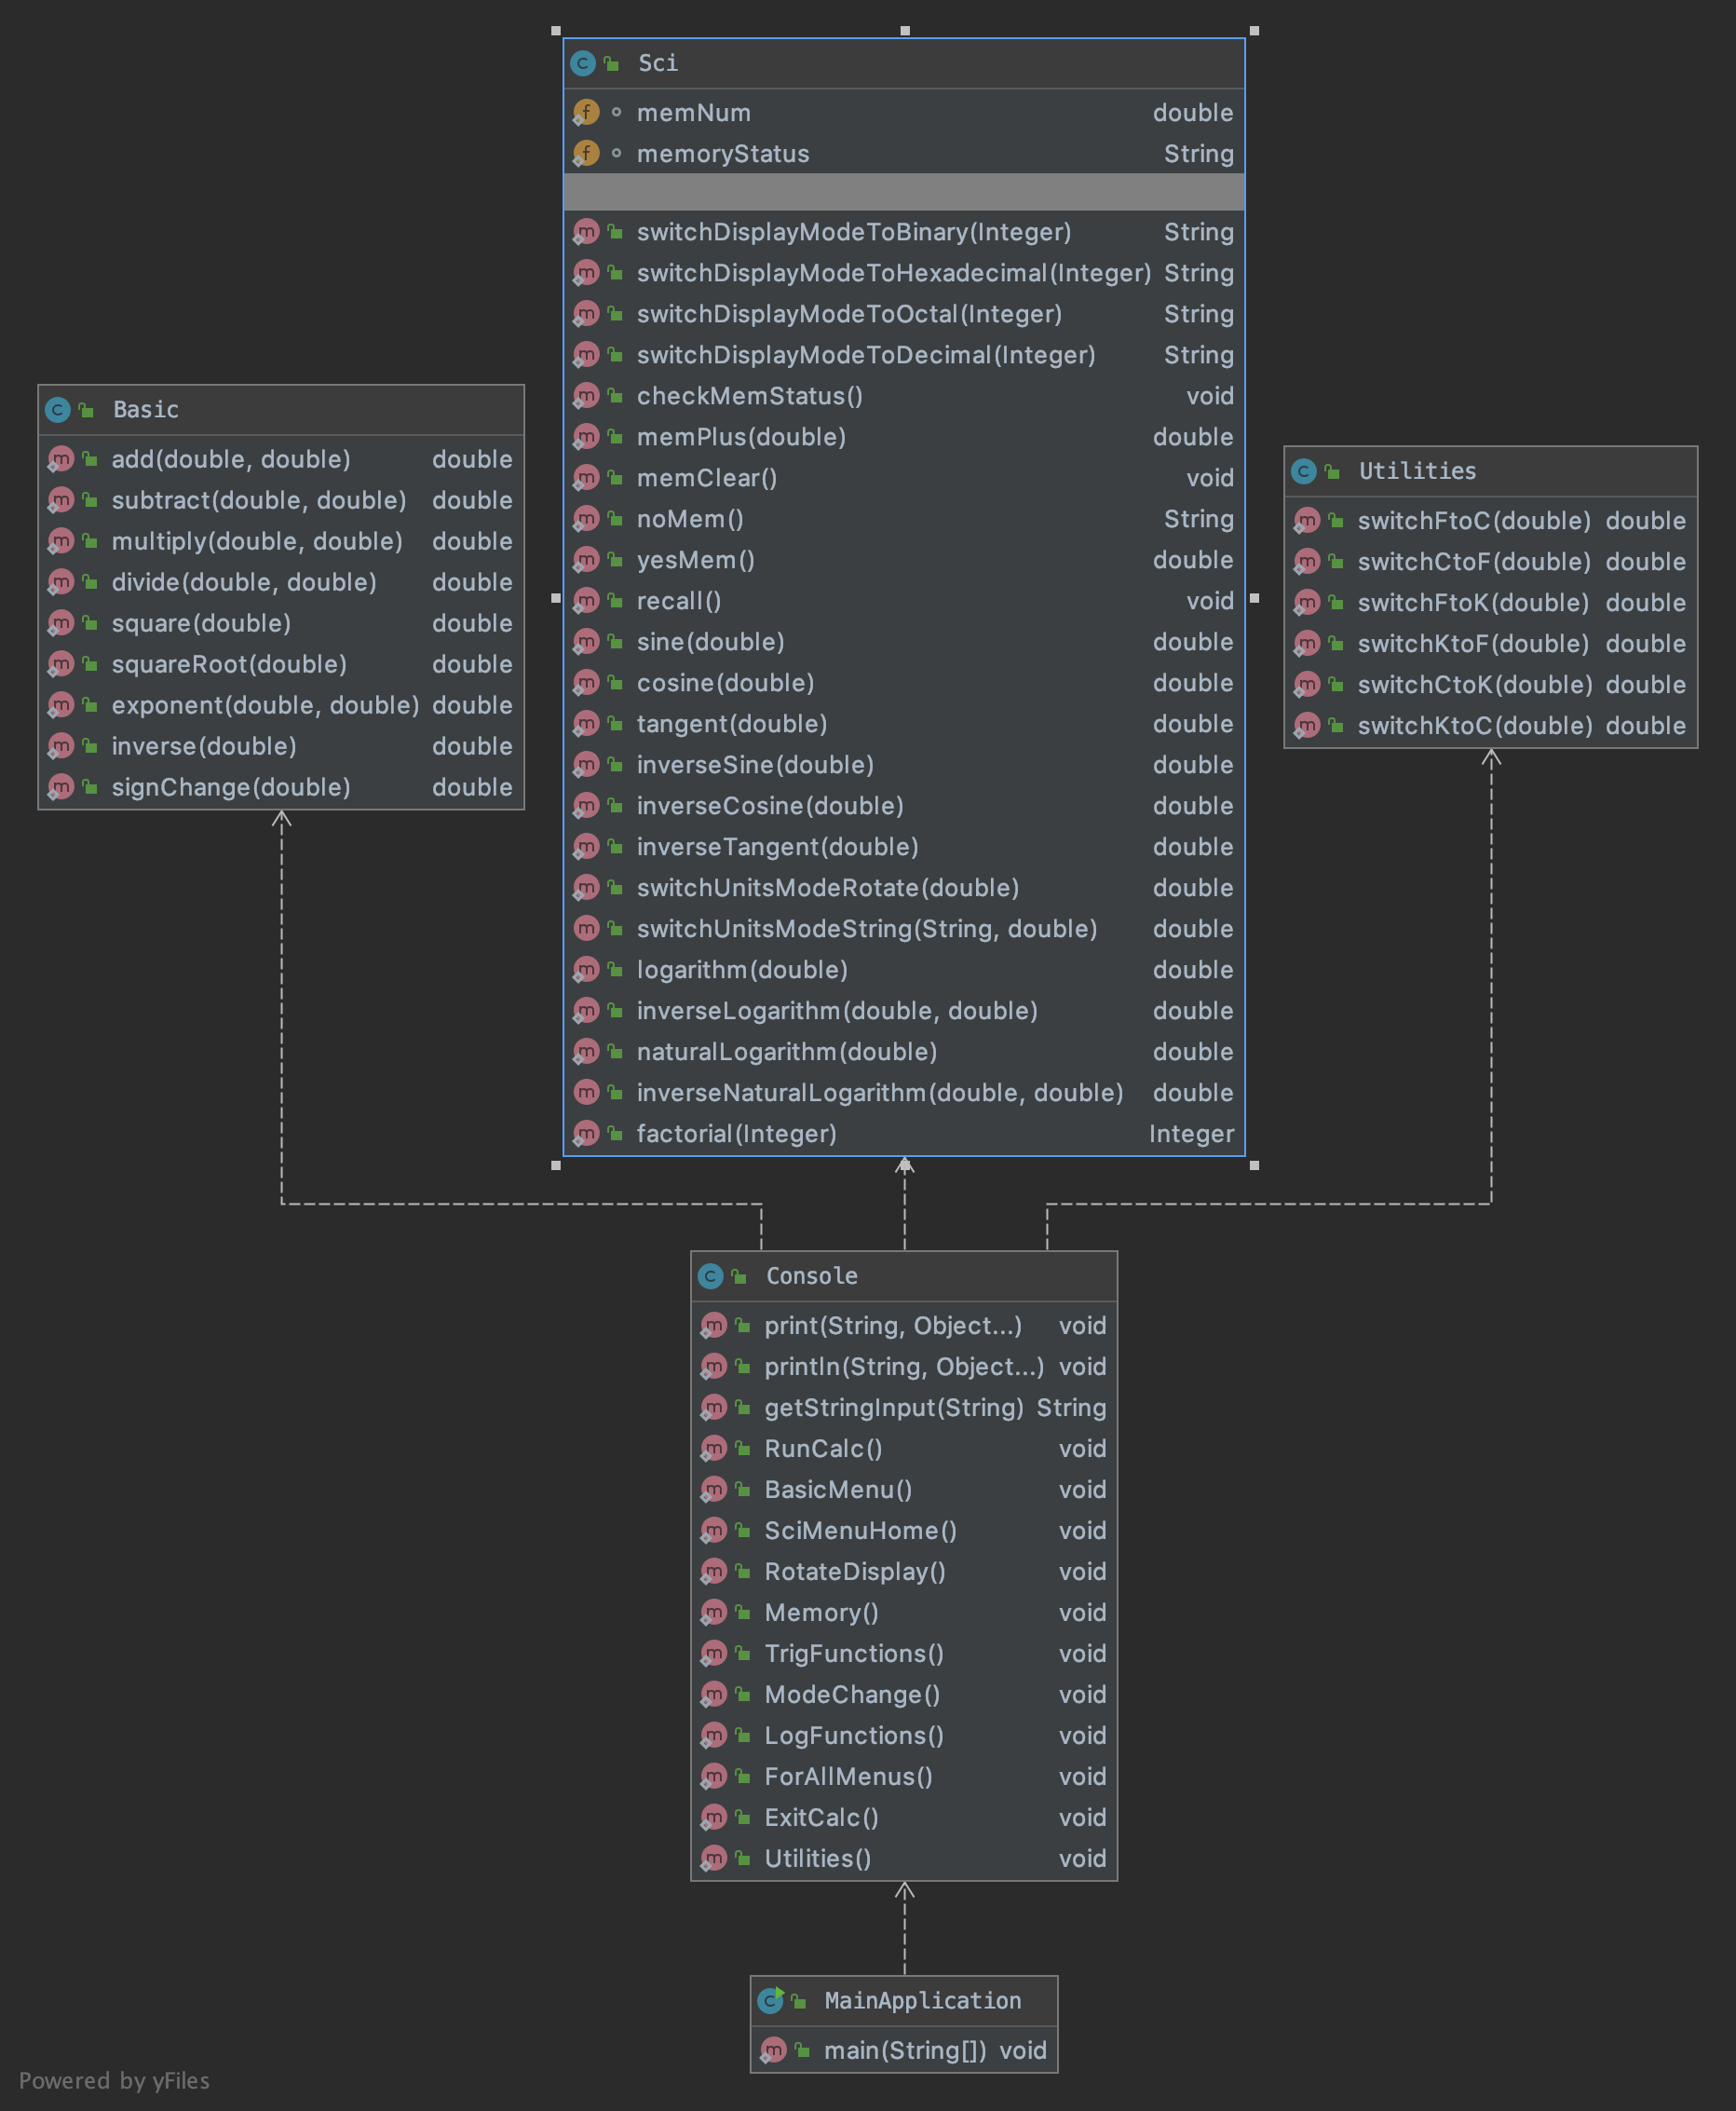 Sci
memNum double
memoryStatus String
switchDisplayModeToBinary(Integer) String
switchDisplayModeToHexadecimal(Integer) String
switchDisplayModeToOctal(Integer) String
switchDisplayModeToDecimal(Integer) String
checkMemStatus() void
memPlus(double) double
memClear() void
noMem() String
yesMem() double
recall() void
sine(double) double
cosine(double) double
tangent(double) double
inverseSine(double) double
inverseCosine(double) double
inverseTangent(double) double
switchUnitsModeRotate(double) double
switchUnitsModeString(String, double) double
logarithm(double) double
inverseLogarithm(double, double) double
naturalLogarithm(double) double
inverseNaturalLogarithm(double, double) double
factorial(Integer) Integer
Basic
add(double, double) double
subtract(double, double) double
multiply(double, double) double
divide(double, double) double
square(double) double
squareRoot(double) double
exponent(double, double) double
inverse(double) double
signChange(double) double
Utilities
switchFtoC(double) double
switchCtoF(double) double
switchFtoK(double) double
switchKtoF(double) double
switchCtoK(double) double
switchKtoC(double) double
Console
print(String, Object...) void
println(String, Object...) void
getStringInput(String) String
RunCalc() void
BasicMenu() void
SciMenuHome() void
RotateDisplay() void
Memory() void
TrigFunctions() void
ModeChange() void
LogFunctions() void
ForAllMenus() void
ExitCalc() void
Utilities() void
MainApplication
main(String[]) void
Powered by yFiles